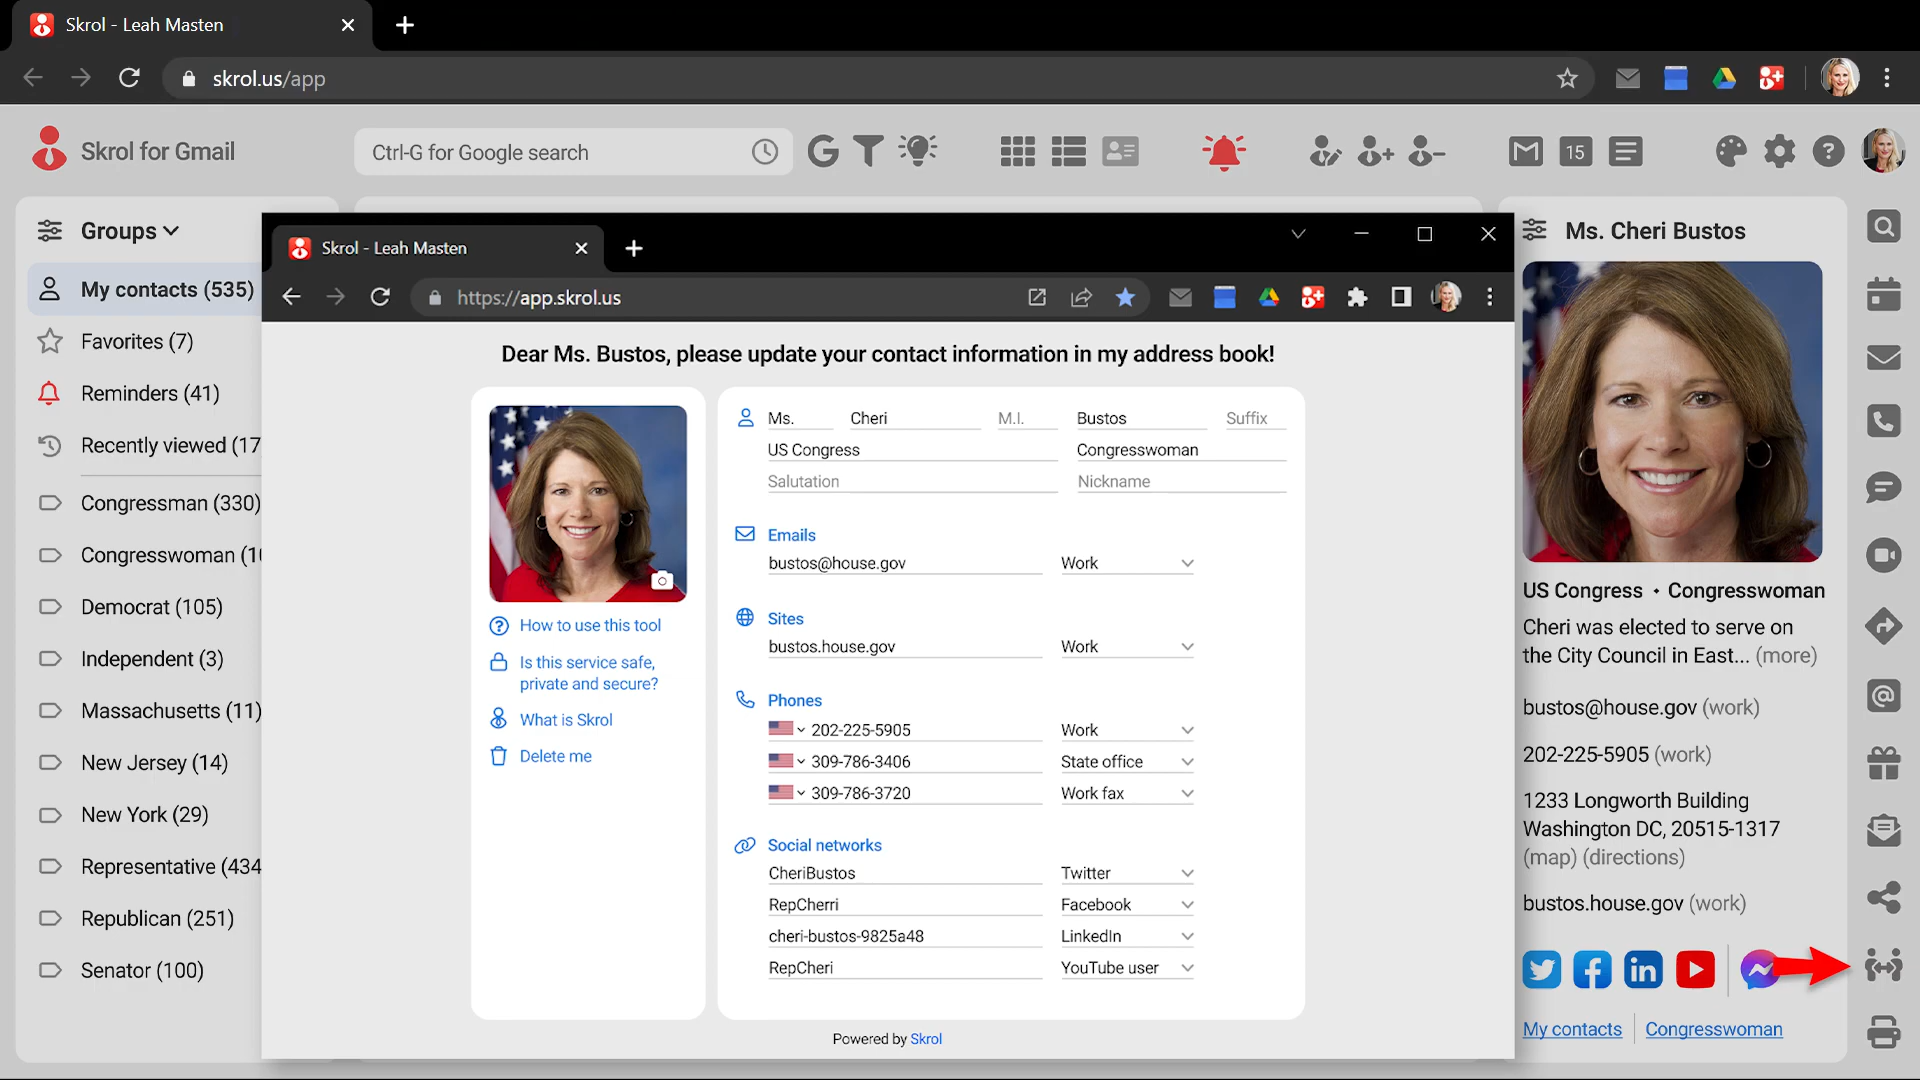 Skrol - Leah Masten
skrol.us/app
Skrol for Gmail
Ctrl-G for Google search
15
Groups
My contacts (535)
Favorites (7)
Reminders (41)
Recently viewed (17
Congressman (330)
Congresswoman (10
Democrat (105)
Independent (3)
Massachusetts (11)
New Jersey (14)
New York (29)
Representative (434
Republican (251)
Senator (100)
Skrol - Leah Masten
https://app.skrol.us
Dear Ms. Bustos, please update your contact information in my address book!
How to use this tool
Is this service safe,
private and secure?
What is Skrol
Delete me
Ms. Cheri M.I. Bustos Suffix
US Congress Congresswoman
Salutation Nickname
Emails
bustos@house.gov Work
Sites
bustos.house.gov Work
Phones
202-225-5905 Work
309-786-3406 State office
309-786-3720 Work fax
Social networks
CheriBustos Twitter
RepCherri Facebook
cheri-bustos-9825a48 LinkedIn
RepCheri YouTube user
Powered by Skrol
Ms. Cheri Bustos
US Congress • Congresswoman
Cheri was elected to serve on
the City Council in East... (more)
bustos@house.gov (work)
202-225-5905 (work)
1233 Longworth Building
Washington DC, 20515-1317
(map) (directions)
bustos.house.gov (work)
My contacts Congresswoman